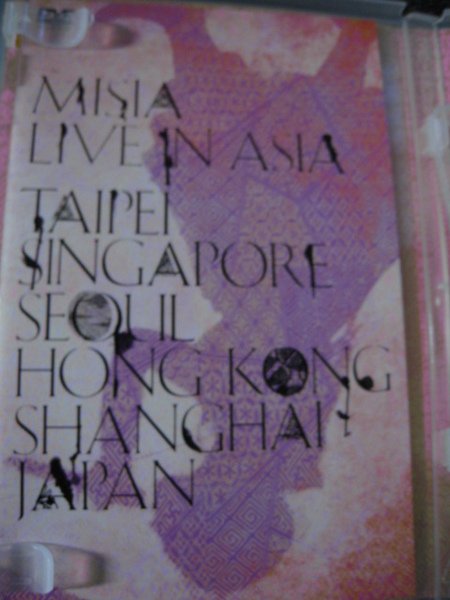 MISIA
LIVE IN ASIA
TAIPEI
SINGAPORE
SEOUL
HONG KONG
SHANGHAI
JAPAN